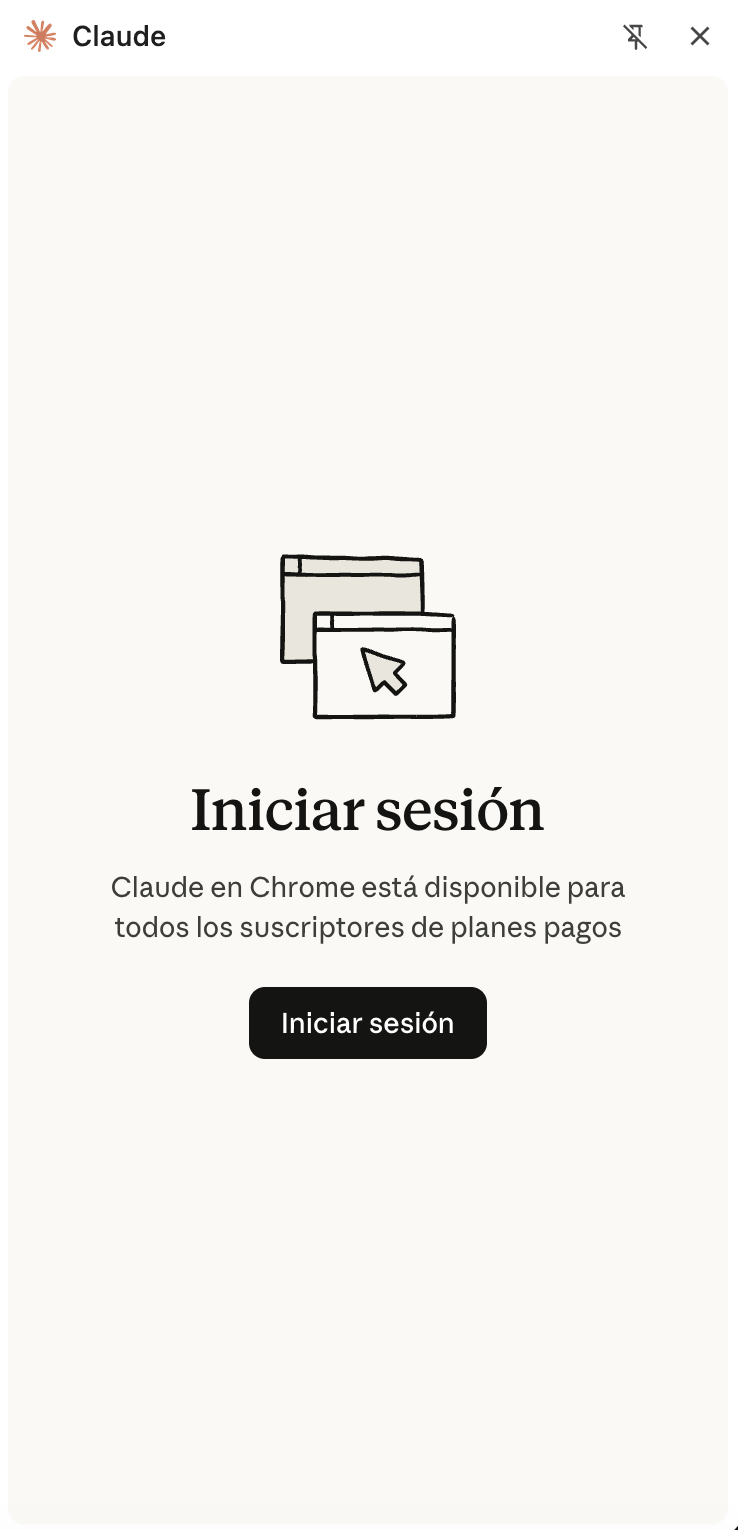 Claude
Iniciar sesión
Claude en Chrome está disponible para
todos los suscriptores de planes pagos
Iniciar sesión